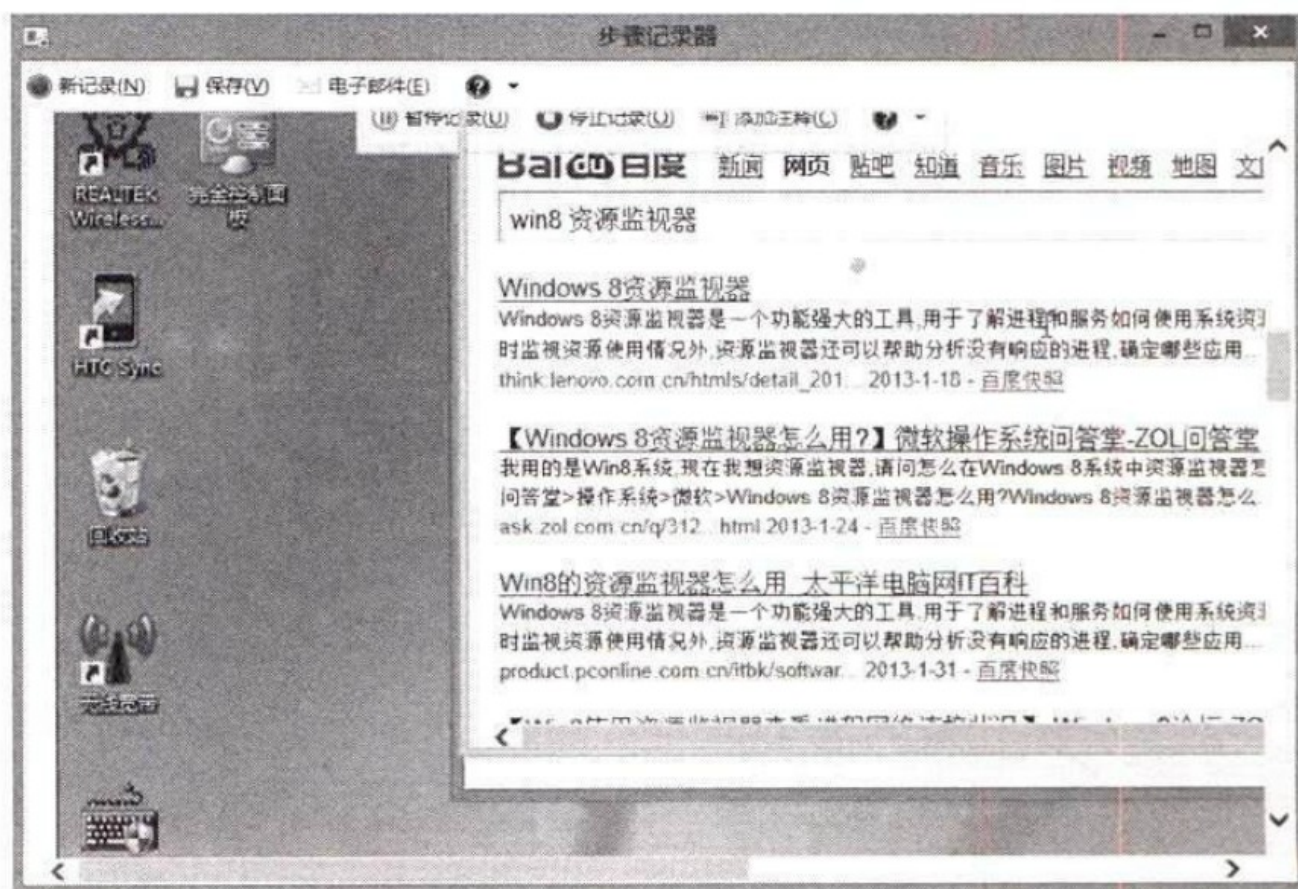 步骤记录器
新记录(N) 保存(V) 电子邮件(E)
暂停记录(U) 停止记录(O) 添加注释(C)
REALTEK
Wireless...
完全控制面
板
Bai du 百度 新闻 网页 贴吧 知道 音乐 图片 视频 地图
win8 资源监视器
Windows 8资源监视器
Windows 8资源监视器是一个功能强大的工具,用于了解进程和服务如何使用系统资
时监视资源使用情况外,资源监视器还可以帮助分析没有响应的进程,确定哪些应用...
think.lenovo.com.cn/htmls/detail_201... 2013-1-18 - 百度快照
HTC Sync
【Windows 8资源监视器怎么用?】微软操作系统问答堂-ZOL问答堂
我用的是Win8系统,现在我想资源监视器,请问怎么在Windows 8系统中资源监视器
问答堂>操作系统>微软>Windows 8资源监视器怎么用?Windows 8资源监视器怎么
ask.zol.com.cn/q/312...html 2013-1-24 - 百度快照
回收站
Win8的资源监视器怎么用_太平洋电脑网IT百科
Windows 8资源监视器是一个功能强大的工具,用于了解进程和服务如何使用系统资
时监视资源使用情况外,资源监视器还可以帮助分析没有响应的进程,确定哪些应用...
product.pconline.com.cn/itbk/softwar... 2013-1-31 - 百度快照
无线宽带